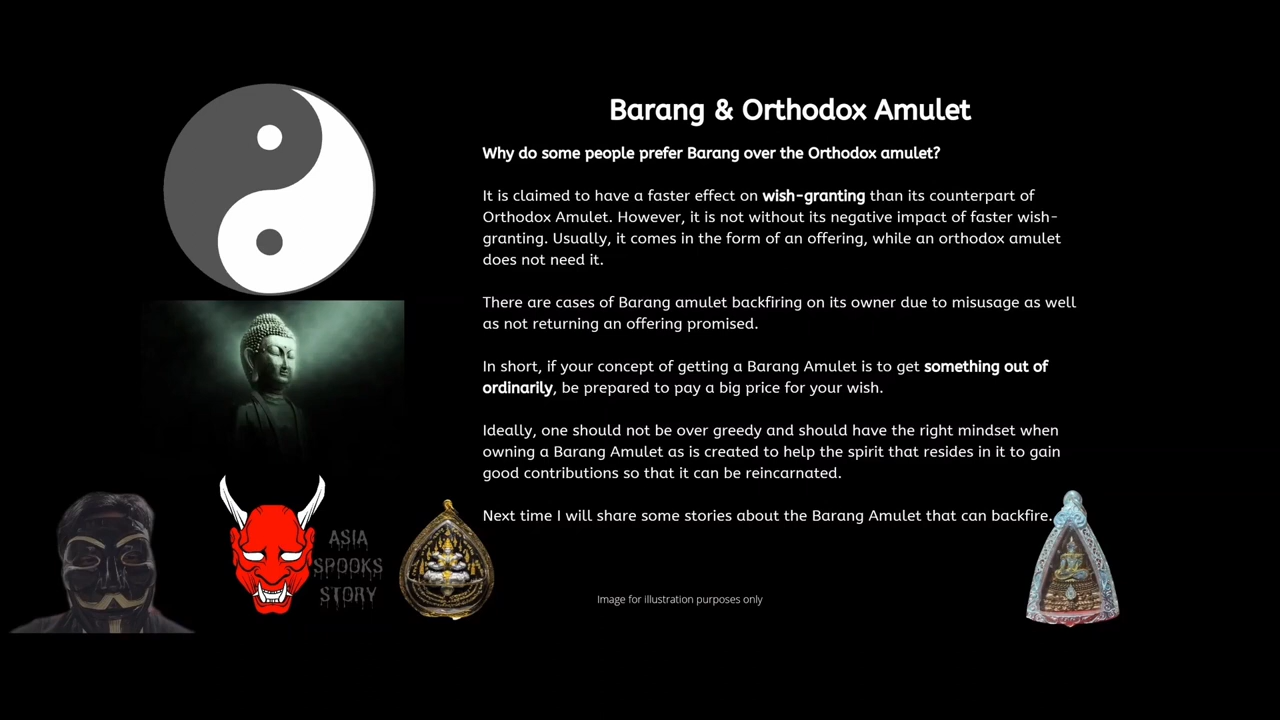 Barang & Orthodox Amulet
Why do some people prefer Barang over the Orthodox amulet?
It is claimed to have a faster effect on wish-granting than its counterpart of
Orthodox Amulet. However, it is not without its negative impact of faster wish-
granting. Usually, it comes in the form of an offering, while an orthodox amulet
does not need it.
There are cases of Barang amulet backfiring on its owner due to misusage as well
as not returning an offering promised.
In short, if your concept of getting a Barang Amulet is to get something out of
ordinarily, be prepared to pay a big price for your wish.
Ideally, one should not be over greedy and should have the right mindset when
owning a Barang Amulet as is created to help the spirit that resides in it to gain
good contributions so that it can be reincarnated.
Next time I will share some stories about the Barang Amulet that can backfire.
ASIA
SPOOKS
STORY
Image for illustration purposes only